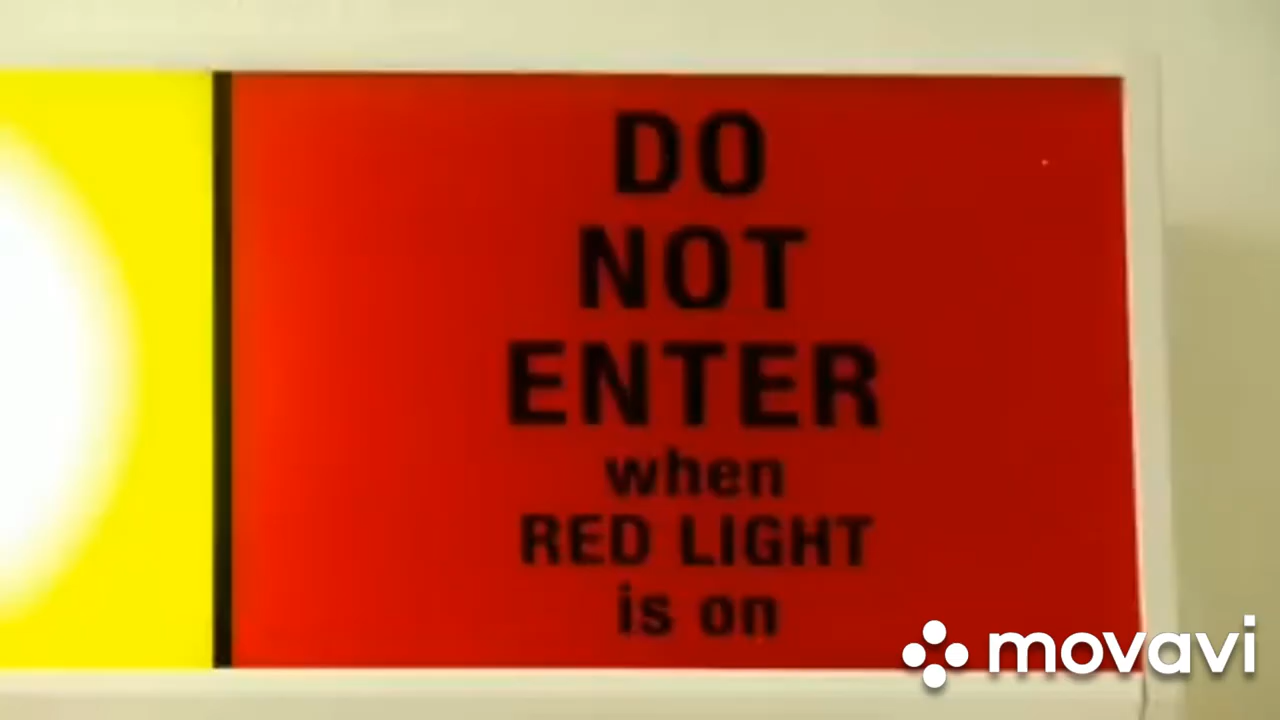 DO
NOT
ENTER
when
RED LIGHT
is on
movavi